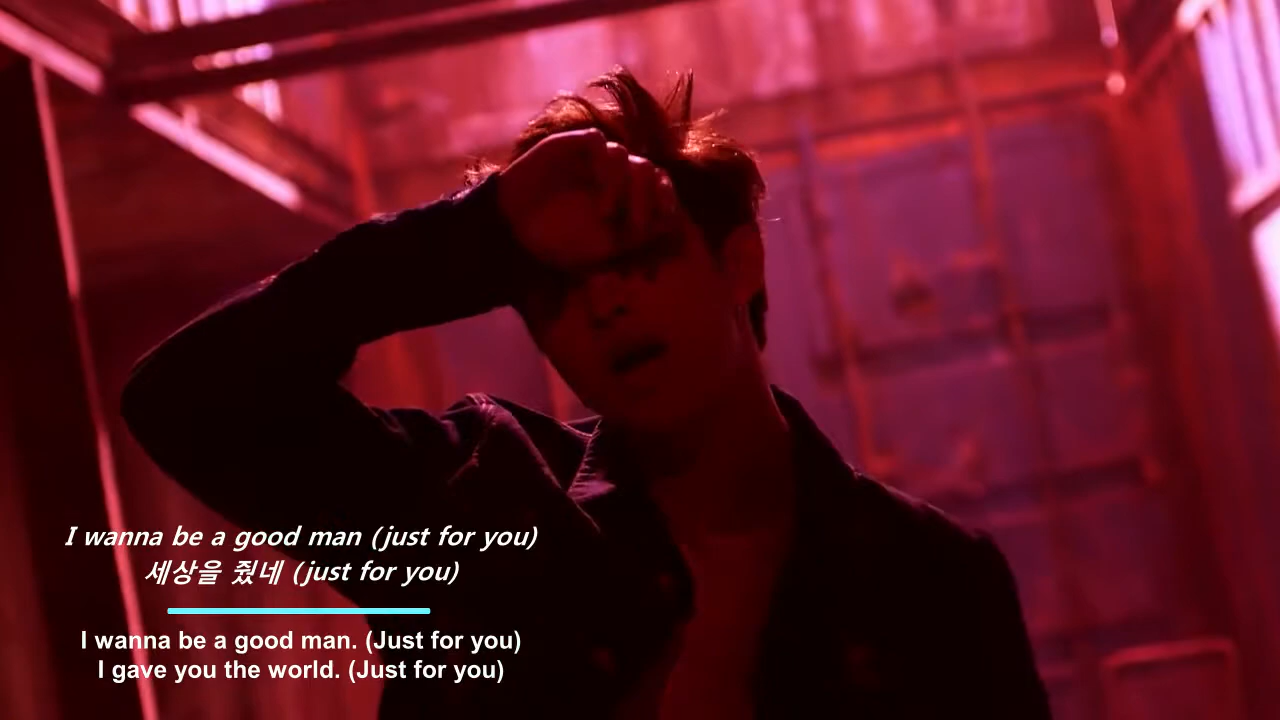 I wanna be a good man (just for you)
세상을 줬네 (just for you)
I wanna be a good man. (Just for you)
I gave you the world. (Just for you)